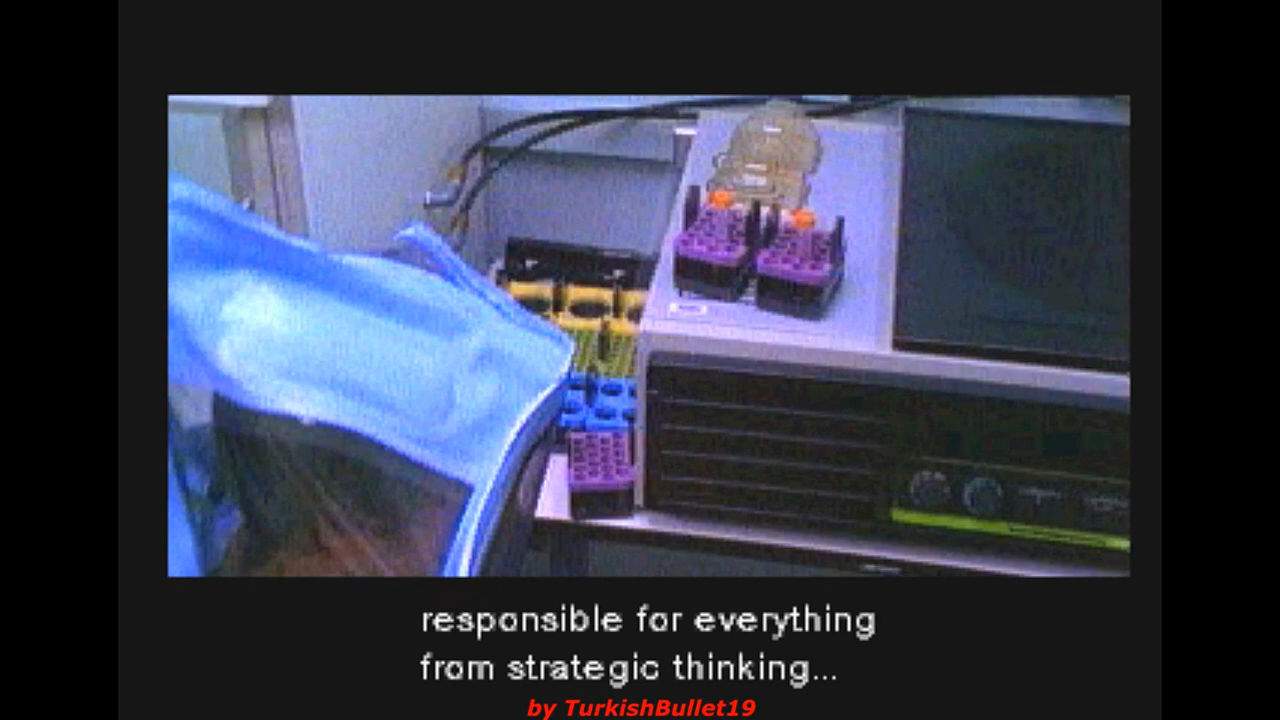 responsible for everything
from strategic thinking...
by TurkishBullet19